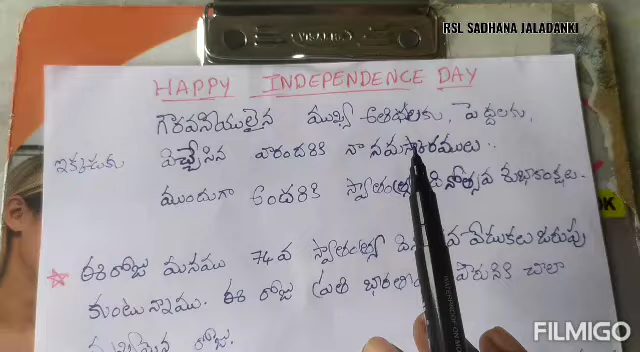 RSL SADHANA JALADANKI
HAPPY INDEPENDENCE DAY
గౌరవనీయులైన ముఖ్య అతిథులకు, పెద్దలకు,
ఇక్కడకు విచ్చేసిన వారందరికి నా నమస్కారములు.
ముందుగా అందరికి స్వాతంత్య్ర దినోత్సవ శుభాకాంక్షలు.
ఈ రోజు మనము 74వ స్వాతంత్య్ర వేడుకలు జరుపు
కుంటున్నాము. ఈ రోజు ప్రతి పౌరునికి చాలా
రోజు.
FILMIGO